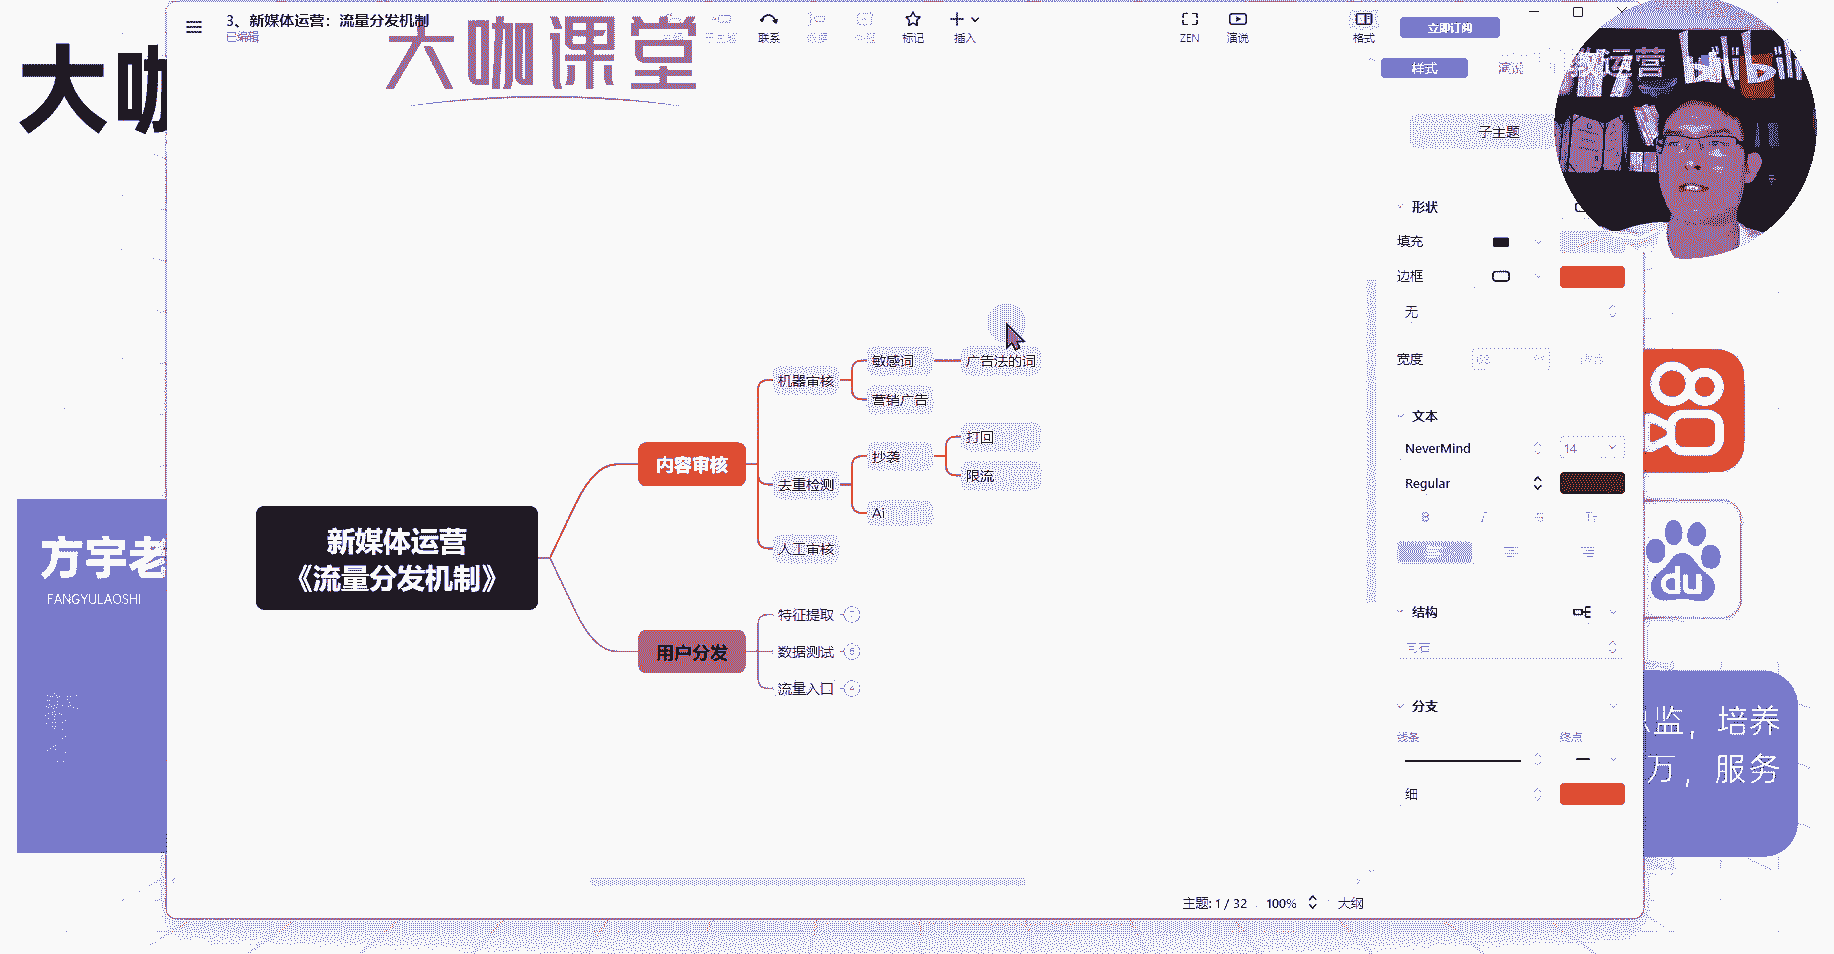 3、新媒体运营：流量分发机制
已编辑
大咖课堂
联系
标记
插入
ZEN
演说
格式
立即订阅
样式
演说
运营
bilibili
大咖
子主题
形状
填充
边框
无
宽度
文本
NeverMind
14
Regular
B
结构
分支
线条
终点
细
敏感词
广告法的词
机器审核
营销广告
打回
内容审核
抄袭
去重检测
限流
Ai
人工审核
新媒体运营
《流量分发机制》
特征提取
用户分发
数据测试
流量入口
方宇老
FANGYULAOSHI
du
监，培养
万，服务
主题: 1 / 32
100%
大纲